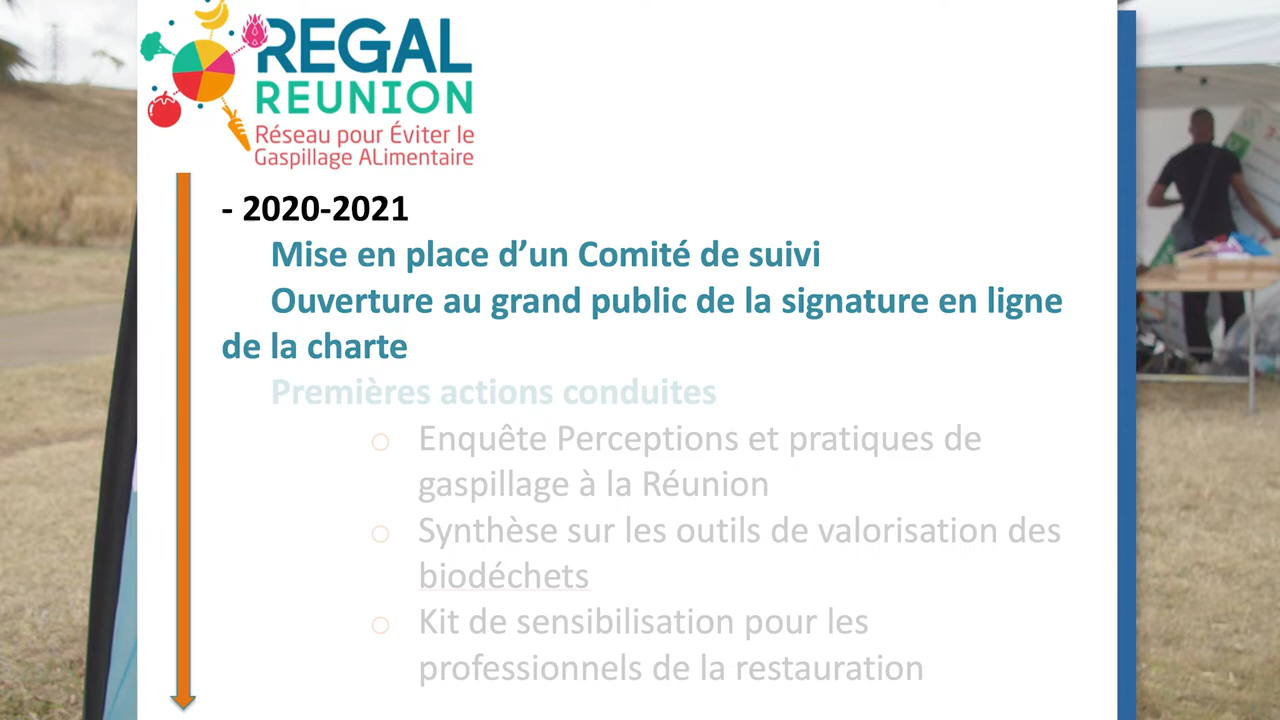 REGAL
REUNION
Réseau pour Éviter le
Gaspillage ALimentaire
- 2020-2021
Mise en place d’un Comité de suivi
Ouverture au grand public de la signature en ligne
de la charte
Premières actions conduites
o Enquête Perceptions et pratiques de
gaspillage à la Réunion
o Synthèse sur les outils de valorisation des
biodéchets
o Kit de sensibilisation pour les
professionnels de la restauration